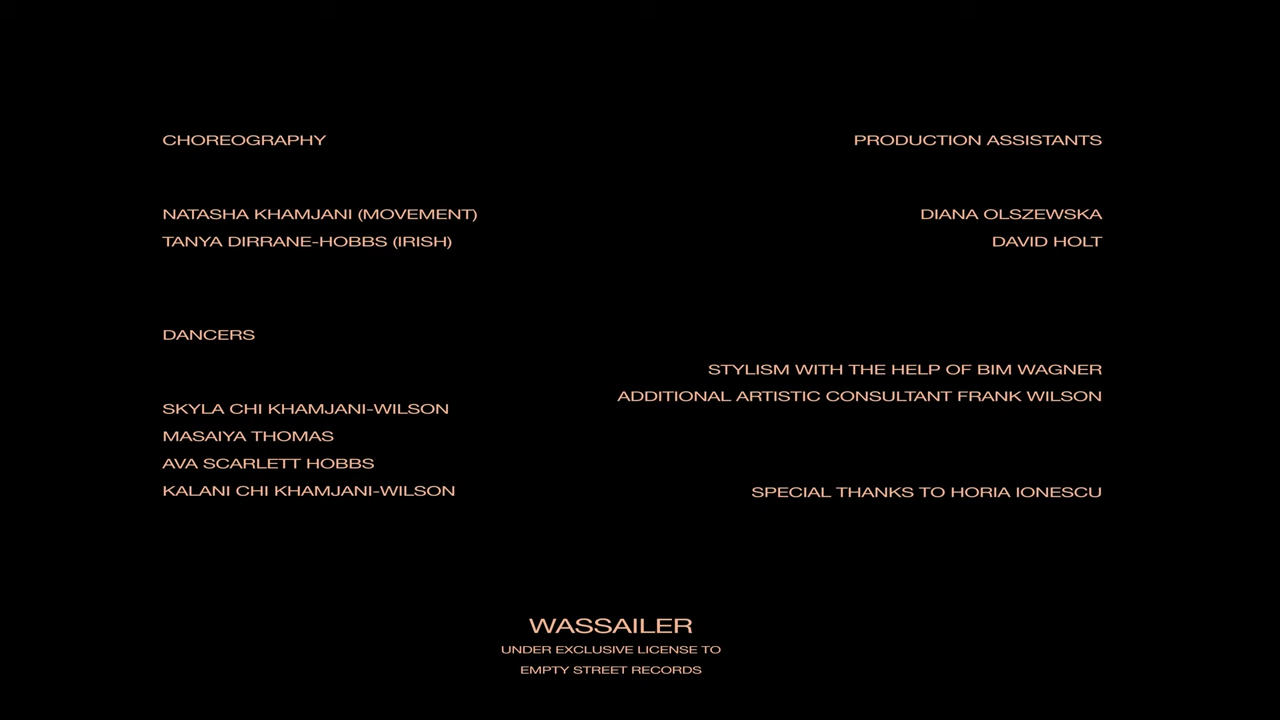 CHOREOGRAPHY
NATASHA KHAMJANI (MOVEMENT)
TANYA DIRRANE-HOBBS (IRISH)
DANCERS
SKYLA CHI KHAMJANI-WILSON
MASAIYA THOMAS
AVA SCARLETT HOBBS
KALANI CHI KHAMJANI-WILSON
PRODUCTION ASSISTANTS
DIANA OLSZEWSKA
DAVID HOLT
STYLISM WITH THE HELP OF BIM WAGNER
ADDITIONAL ARTISTIC CONSULTANT FRANK WILSON
SPECIAL THANKS TO HORIA IONESCU
WASSAILER
UNDER EXCLUSIVE LICENSE TO
EMPTY STREET RECORDS